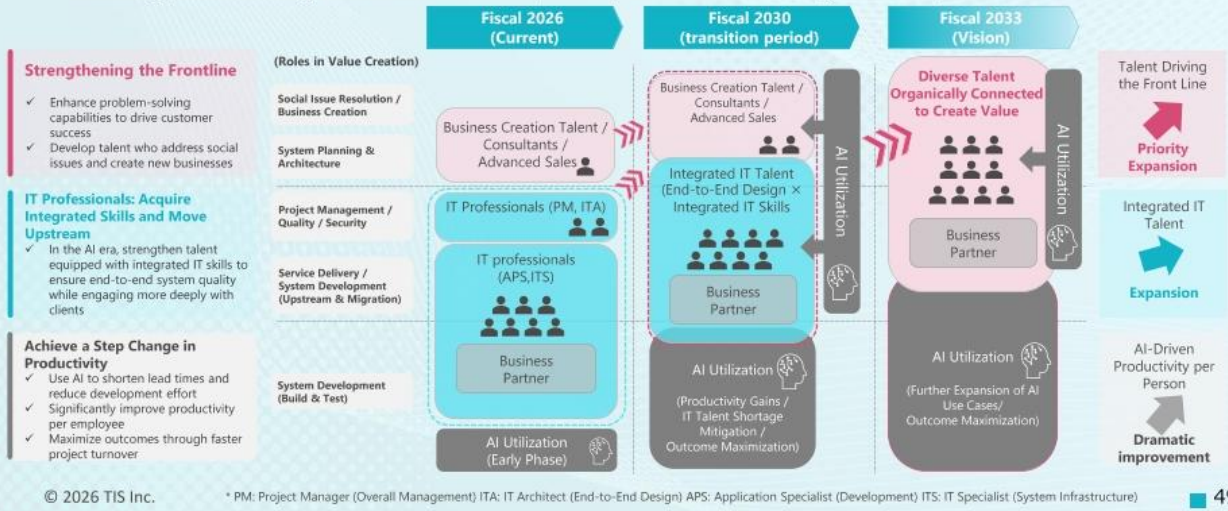 Fiscal 2026
(Current)
Fiscal 2030
(transition period)
Fiscal 2033
(Vision)
Strengthening the Frontline
✓ Enhance problem-solving
capabilities to drive customer
success
✓ Develop talent who address social
issues and create new businesses
IT Professionals: Acquire
Integrated Skills and Move
Upstream
✓ In the AI era, strengthen talent
equipped with integrated IT skills to
ensure end-to-end system quality
while engaging more deeply with
clients
Achieve a Step Change in
Productivity
✓ Use AI to shorten lead times and
reduce development effort
✓ Significantly improve productivity
per employee
✓ Maximize outcomes through faster
project turnover
(Roles in Value Creation)
Social Issue Resolution /
Business Creation
System Planning &
Architecture
Project Management /
Quality / Security
Service Delivery /
System Development
(Upstream & Migration)
System Development
(Build & Test)
Business Creation Talent /
Consultants /
Advanced Sales
IT Professionals (PM, ITA)
IT professionals
(APS,ITS)
Business
Partner
AI Utilization
(Early Phase)
Business Creation Talent /
Consultants /
Advanced Sales
Integrated IT Talent
(End-to-End Design ×
Integrated IT Skills
Business
Partner
AI Utilization
AI Utilization
(Productivity Gains /
IT Talent Shortage
Mitigation /
Outcome Maximization)
Diverse Talent
Organically Connected
to Create Value
Business
Partner
AI Utilization
AI Utilization
(Further Expansion of AI
Use Cases/
Outcome Maximization)
Talent Driving
the Front Line
Priority
Expansion
Integrated IT
Talent
Expansion
AI-Driven
Productivity per
Person
Dramatic
improvement
© 2026 TIS Inc.
* PM: Project Manager (Overall Management) ITA: IT Architect (End-to-End Design) APS: Application Specialist (Development) ITS: IT Specialist (System Infrastructure)